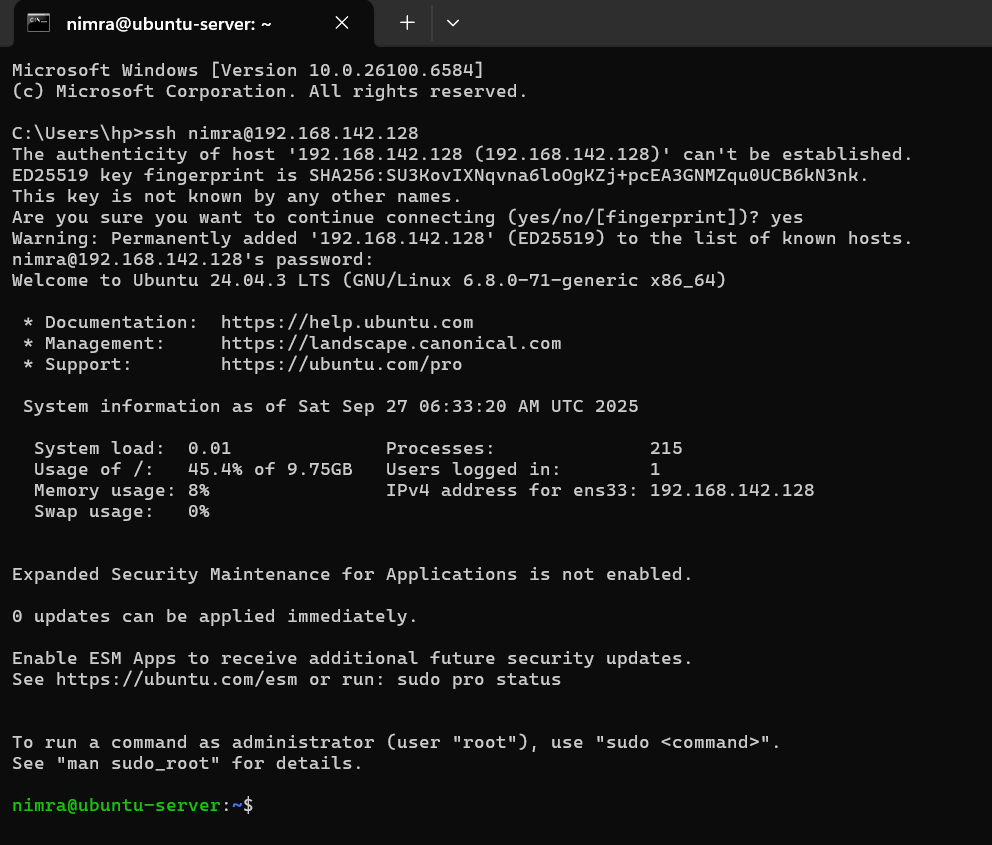 nimra@ubuntu-server: ~
Microsoft Windows [Version 10.0.26100.6584]
(c) Microsoft Corporation. All rights reserved.
C:\Users\hp>ssh nimra@192.168.142.128
The authenticity of host '192.168.142.128 (192.168.142.128)' can't be established.
ED25519 key fingerprint is SHA256:SU3KovIXNqvna6loOgKZj+pcEA3GNMZqu0UCB6kN3nk.
This key is not known by any other names.
Are you sure you want to continue connecting (yes/no/[fingerprint])? yes
Warning: Permanently added '192.168.142.128' (ED25519) to the list of known hosts.
nimra@192.168.142.128's password:
Welcome to Ubuntu 24.04.3 LTS (GNU/Linux 6.8.0-71-generic x86_64)
* Documentation:  https://help.ubuntu.com
* Management:     https://landscape.canonical.com
* Support:        https://ubuntu.com/pro
System information as of Sat Sep 27 06:33:20 AM UTC 2025
System load:  0.01              Processes:              215
Usage of /:   45.4% of 9.75GB   Users logged in:        1
Memory usage: 8%                IPv4 address for ens33: 192.168.142.128
Swap usage:   0%
Expanded Security Maintenance for Applications is not enabled.
0 updates can be applied immediately.
Enable ESM Apps to receive additional future security updates.
See https://ubuntu.com/esm or run: sudo pro status
To run a command as administrator (user "root"), use "sudo <command>".
See "man sudo_root" for details.
nimra@ubuntu-server:~$